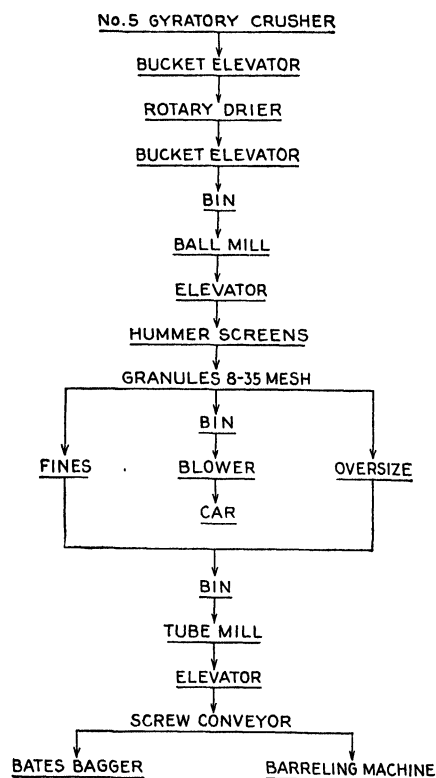 No.5 GYRATORY CRUSHER
BUCKET ELEVATOR
ROTARY DRIER
BUCKET ELEVATOR
BIN
BALL MILL
ELEVATOR
HUMMER SCREENS
GRANULES 8-35 MESH
BIN
FINES BLOWER OVERSIZE
CAR
BIN
TUBE MILL
ELEVATOR
SCREW CONVEYOR
BATES BAGGER BARRELING MACHINE